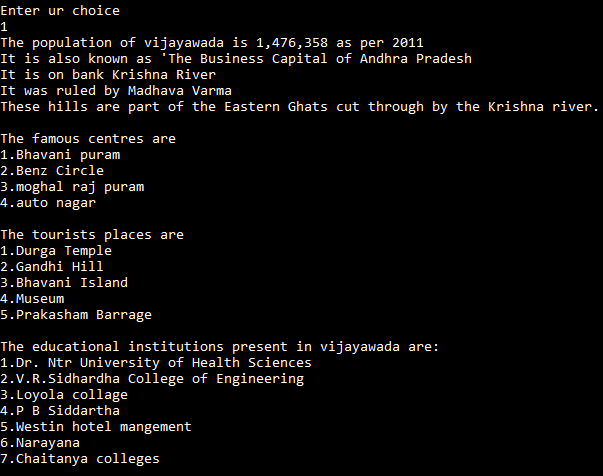 Enter ur choice
1
The population of vijayawada is 1,476,358 as per 2011
It is also known as 'The Business Capital of Andhra Pradesh
It is on bank Krishna River
It was ruled by Madhava Varma
These hills are part of the Eastern Ghats cut through by the Krishna river.
The famous centres are
1.Bhavani puram
2.Benz Circle
3.moghal raj puram
4.auto nagar
The tourists places are
1.Durga Temple
2.Gandhi Hill
3.Bhavani Island
4.Museum
5.Prakasham Barrage
The educational institutions present in vijayawada are:
1.Dr. Ntr University of Health Sciences
2.V.R.Sidhardha College of Engineering
3.Loyola collage
4.P B Siddartha
5.Westin hotel mangement
6.Narayana
7.Chaitanya colleges